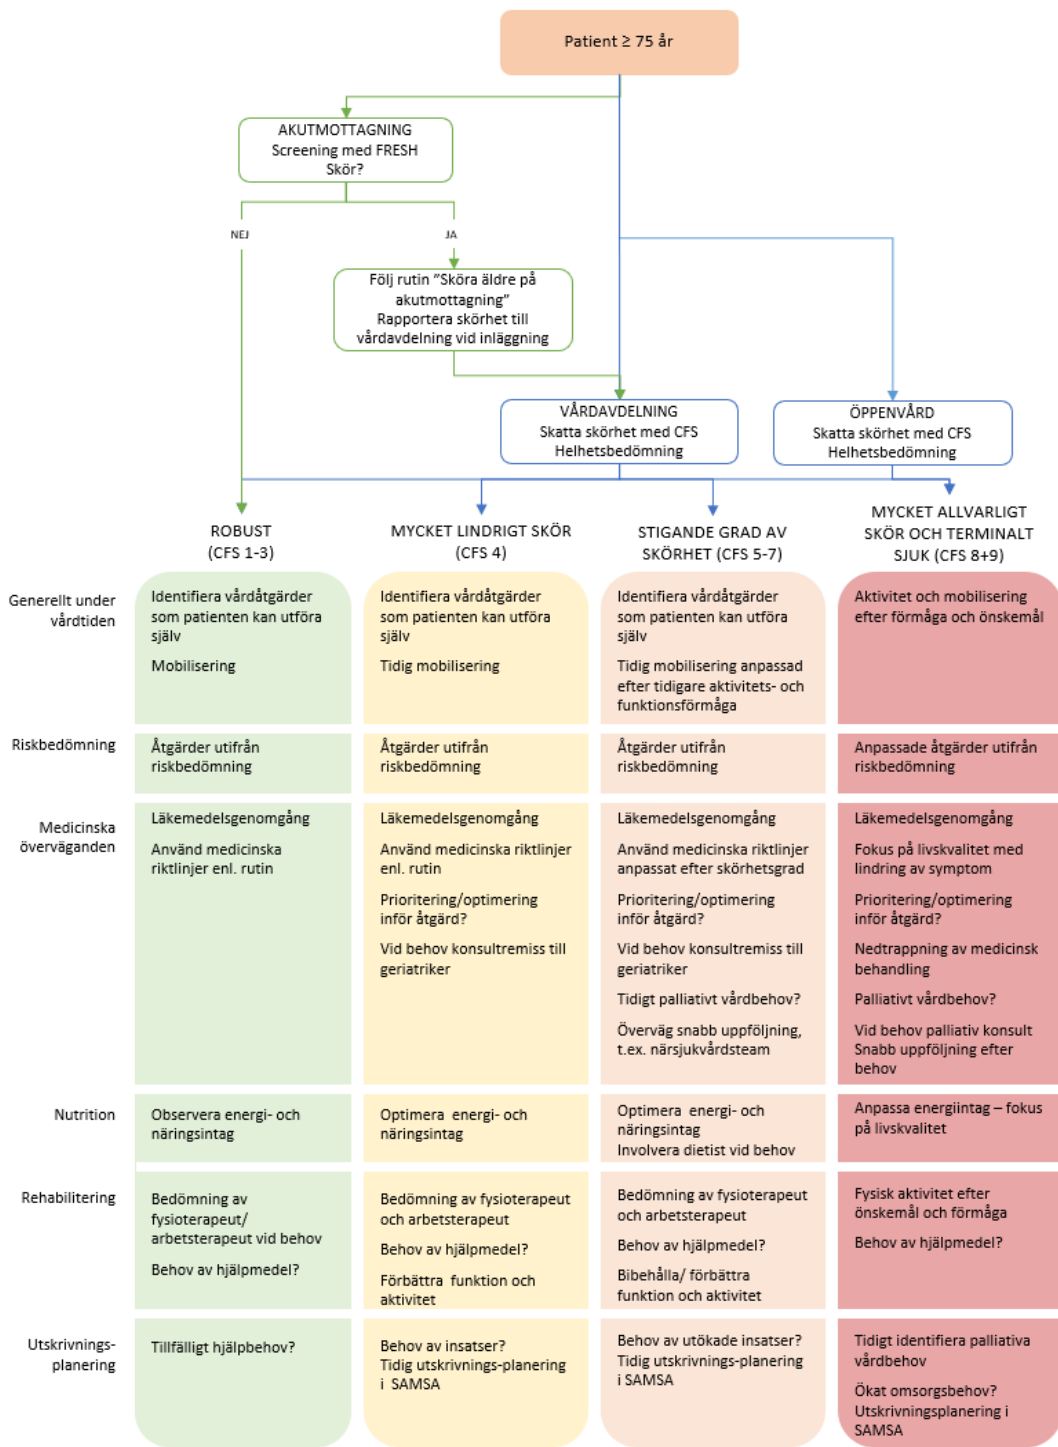 Patient ≥ 75 år
AKUTMOTTAGNING
Screening med FRESH
Skör?
NEJ
JA
Följ rutin ”Sköra äldre på
akutmottagning”
Rapportera skörhet till
vårdavdelning vid inläggning
VÅRDAVDELNING
Skatta skörhet med CFS
Helhetsbedömning
ÖPPENVÅRD
Skatta skörhet med CFS
Helhetsbedömning
ROBUST
(CFS 1-3)
MYCKET LINDRIGT SKÖR
(CFS 4)
STIGANDE GRAD AV
SKÖRHET (CFS 5-7)
MYCKET ALLVARLIGT
SKÖR OCH TERMINALT
SJUK (CFS 8+9)
Generellt under
vårdtiden
Identifiera vårdåtgärder
som patienten kan utföra
själv
Mobilisering
Identifiera vårdåtgärder
som patienten kan utföra
själv
Tidig mobilisering
Identifiera vårdåtgärder
som patienten kan utföra
själv
Tidig mobilisering anpassad
efter tidigare aktivitets- och
funktionsförmåga
Aktivitet och mobilisering
efter förmåga och önskemål
Riskbedömning
Åtgärder utifrån
riskbedömning
Åtgärder utifrån
riskbedömning
Åtgärder utifrån
riskbedömning
Anpassade åtgärder utifrån
riskbedömning
Medicinska
överväganden
Läkemedelsgenomgång
Använd medicinska
riktlinjer enl. rutin
Läkemedelsgenomgång
Använd medicinska riktlinjer
enl. rutin
Prioritering/optimering
inför åtgärd?
Vid behov konsultremiss till
geriatriker
Läkemedelsgenomgång
Använd medicinska riktlinjer
anpassat efter skörhetsgrad
Prioritering/optimering
inför åtgärd?
Vid behov konsultremiss till
geriatriker
Tidigt palliativt vårdbehov?
Överväg snabb uppföljning,
t.ex. närsjukvårdsteam
Läkemedelsgenomgång
Fokus på livskvalitet med
lindring av symptom
Prioritering/optimering
inför åtgärd?
Nedtrappning av medicinsk
behandling
Palliativt vårdbehov?
Vid behov palliativ konsult
Snabb uppföljning efter
behov
Nutrition
Observera energi- och
näringsintag
Optimera energi- och
näringsintag
Optimera energi- och
näringsintag
Involvera dietist vid behov
Anpassa energiintag – fokus
på livskvalitet
Rehabilitering
Bedömning av
fysioterapeut/
arbetsterapeut vid behov
Behov av hjälpmedel?
Bedömning av fysioterapeut
och arbetsterapeut
Behov av hjälpmedel?
Förbättra funktion och
aktivitet
Bedömning av fysioterapeut
och arbetsterapeut
Behov av hjälpmedel?
Bibehålla/ förbättra
funktion och aktivitet
Fysisk aktivitet efter
önskemål och förmåga
Behov av hjälpmedel?
Utskrivnings-
planering
Tillfälligt hjälpbehov?
Behov av insatser?
Tidig utskrivnings-planering
i SAMSA
Behov av utökade insatser?
Tidig utskrivnings-planering
i SAMSA
Tidigt identifiera palliativa
vårdbehov
Ökat omsorgsbehov?
Utskrivningsplanering i
SAMSA